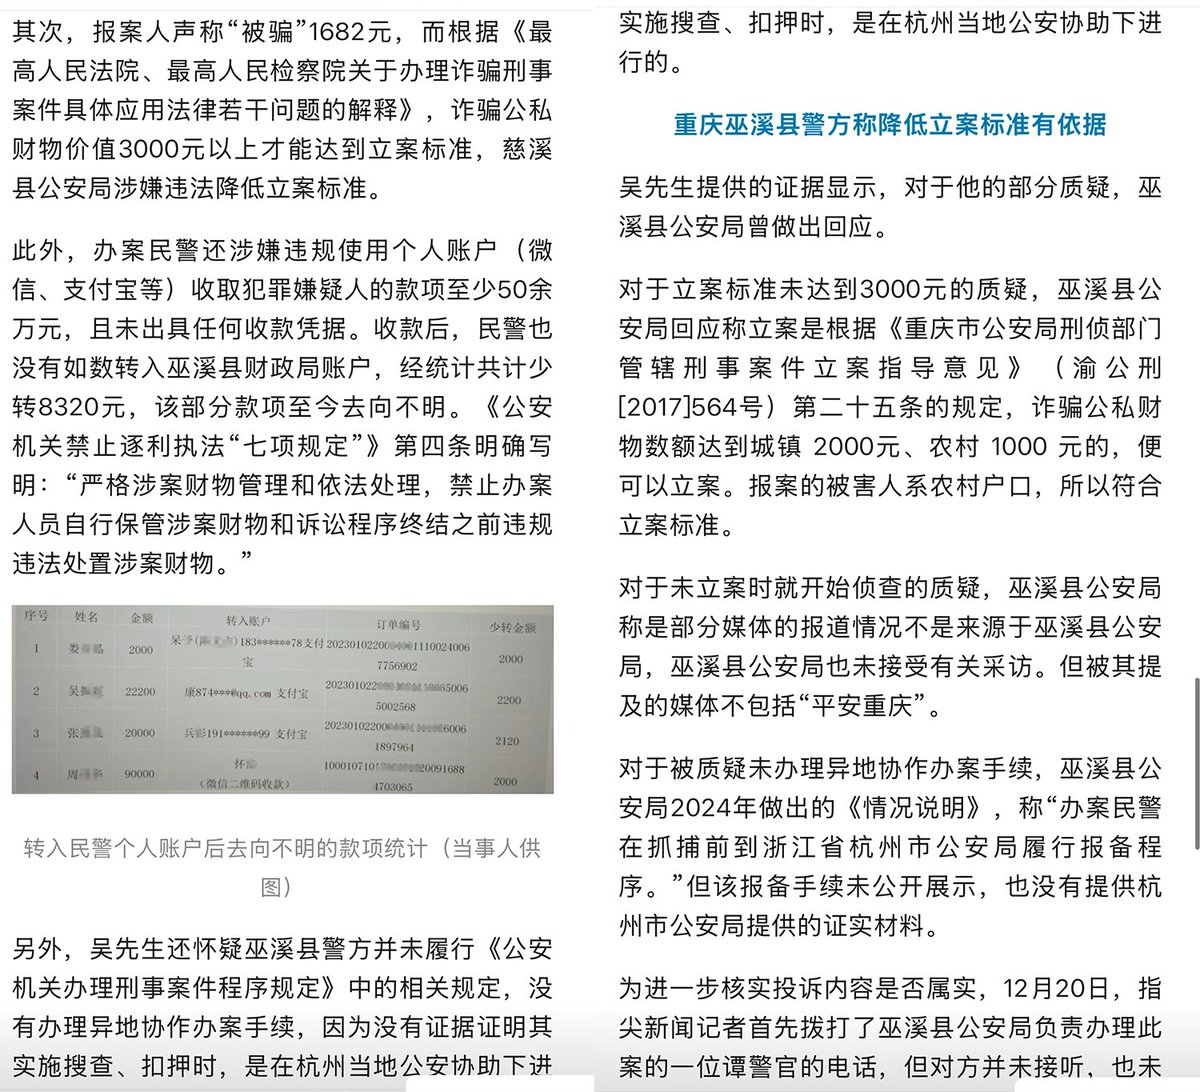 其次，报案人声称“被骗”1682元，而根据《最
高人民法院、最高人民检察院关于办理诈骗刑事
案件具体应用法律若干问题的解释》，诈骗公私
财物价值3000元以上才能达到立案标准，慈溪
县公安局涉嫌违法降低立案标准。
此外，办案民警还涉嫌违规使用个人账户（微
信、支付宝等）收取犯罪嫌疑人的款项至少50余
万元，且未出具任何收款凭据。收款后，民警也
没有如数转入巫溪县财政局账户，经统计共计少
转8320元，该部分款项至今去向不明。《公安
机关禁止逐利执法“七项规定”》第四条明确写
明：“严格涉案财物管理和依法处理，禁止办案
人员自行保管涉案财物和诉讼程序终结之前违规
违法处置涉案财物。”
序号 姓名 金额 转入账户 订单编号 少转金额
1 娄 晶 2000 呆子( )183******78支付宝 202301022 1110024006 7756902 2000
2 吴 22200 康874***@qq.com 支付宝 202301022 65006 5002568 2200
3 张 20000 兵影191******99 支付宝 20230102200 6006 1897964 2120
4 周 90000 怀 （微信二维码收款） 1000107101 20091688 4703065 2000
转入民警个人账户后去向不明的款项统计（当事人供
图）
另外，吴先生还怀疑巫溪县警方并未履行《公安
机关办理刑事案件程序规定》中的相关规定，没
有办理异地协作办案手续，因为没有证据证明其
实施搜查、扣押时，是在杭州当地公安协助下进
实施搜查、扣押时，是在杭州当地公安协助下进
行的。
重庆巫溪县警方称降低立案标准有依据
吴先生提供的证据显示，对于他的部分质疑，巫
溪县公安局曾做出回应。
对于立案标准未达到3000元的质疑，巫溪县公
安局回应称立案是根据《重庆市公安局刑侦部门
管辖刑事案件立案指导意见》（渝公刑
[2017]564号）第二十五条的规定，诈骗公私财
物数额达到城镇 2000元、农村 1000 元的，便
可以立案。报案的被害人系农村户口，所以符合
立案标准。
对于未立案时就开始侦查的质疑，巫溪县公安局
称是部分媒体的报道情况不是来源于巫溪县公安
局，巫溪县公安局也未接受有关采访。但被其提
及的媒体不包括“平安重庆”。
对于被质疑未办理异地协作办案手续，巫溪县公
安局2024年做出的《情况说明》，称“办案民警
在抓捕前到浙江省杭州市公安局履行报备程
序。”但该报备手续未公开展示，也没有提供杭
州市公安局提供的证实材料。
为进一步核实投诉内容是否属实，12月20日，指
尖新闻记者首先拨打了巫溪县公安局负责办理此
案的一位谭警官的电话，但对方并未接听，也未